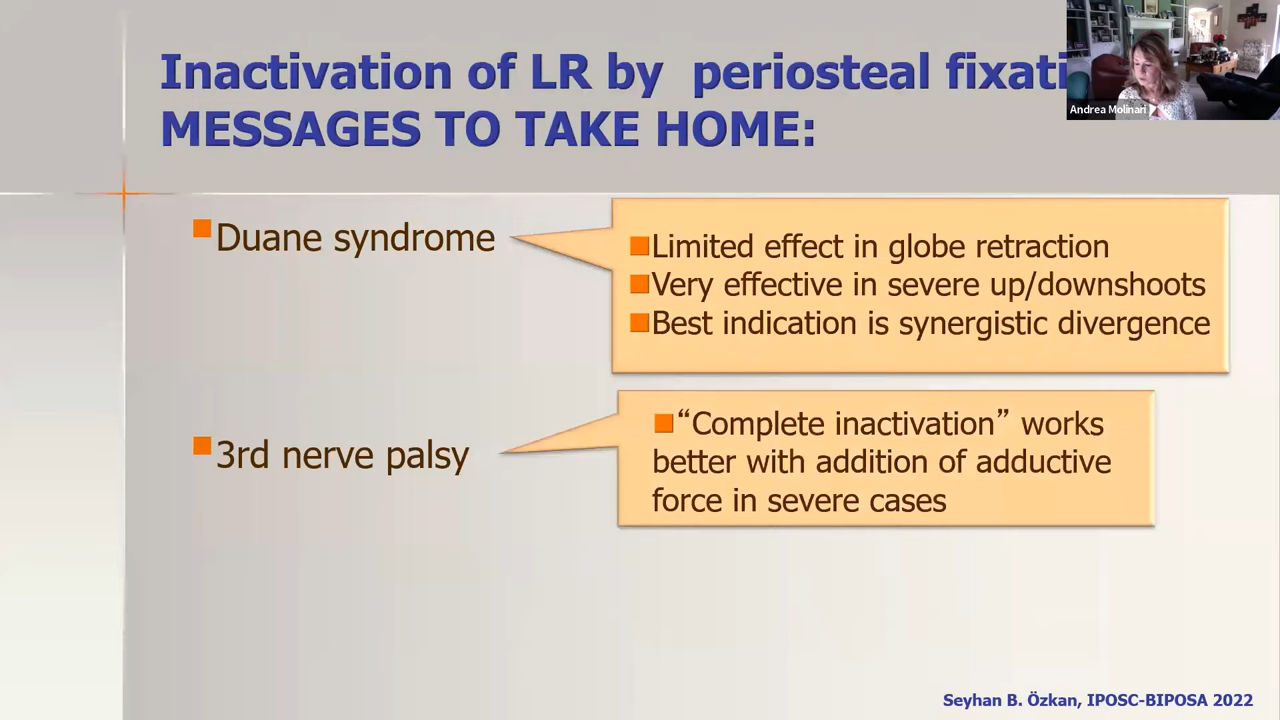 Inactivation of LR by periosteal fixati
MESSAGES TO TAKE HOME:
Andrea Molinari
Duane syndrome
Limited effect in globe retraction
Very effective in severe up/downshoots
Best indication is synergistic divergence
3rd nerve palsy
“Complete inactivation” works
better with addition of adductive
force in severe cases
Seyhan B. Özkan, IPOSC-BIPOSA 2022